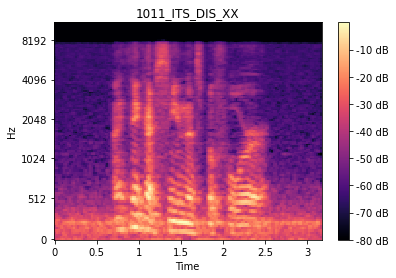 1011_ITS_DIS_XX
8192
4096
2048
1024
512
0
Hz
0 0.5 1 1.5 2 2.5 3
Time
-10 dB
-20 dB
-30 dB
-40 dB
-50 dB
-60 dB
-70 dB
-80 dB